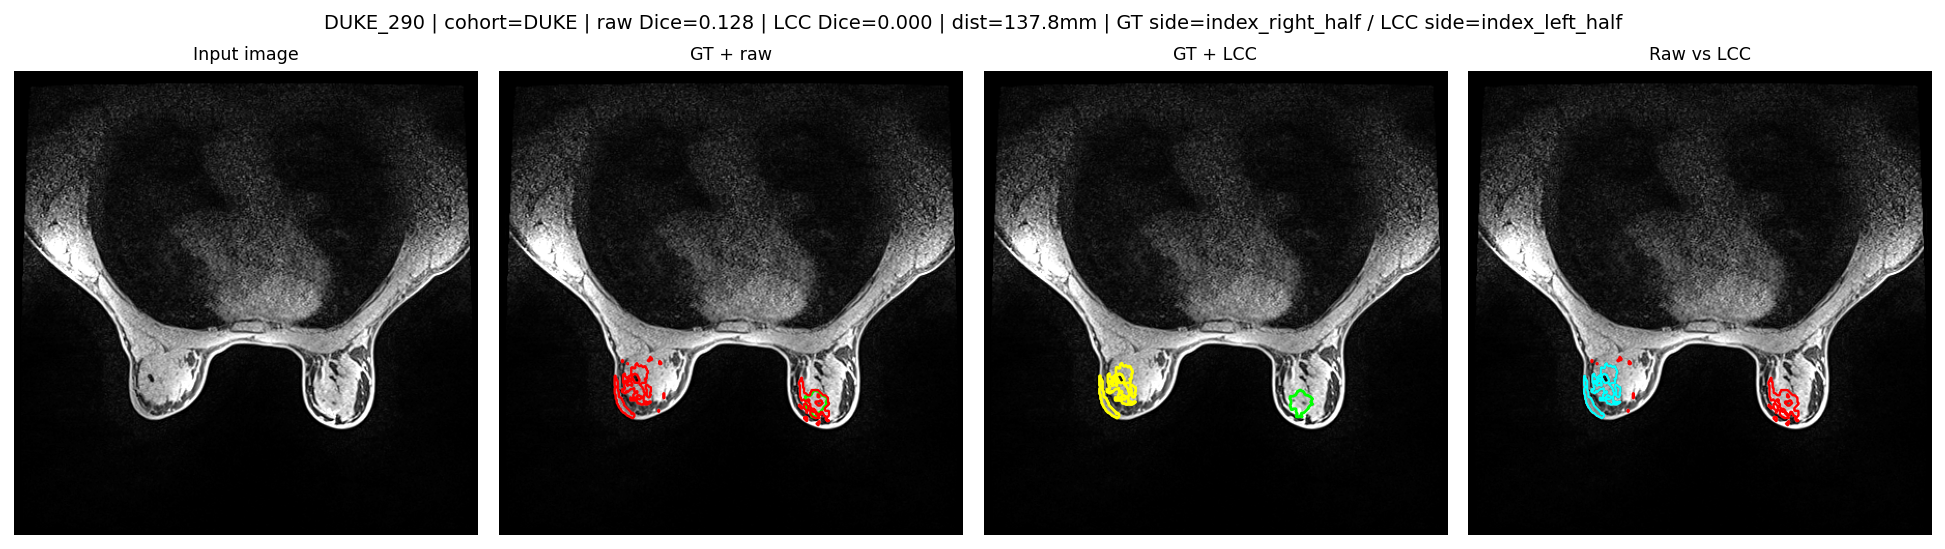 DUKE_290 | cohort=DUKE | raw Dice=0.128 | LCC Dice=0.000 | dist=137.8mm | GT side=index_right_half / LCC side=index_left_half
Input image
GT + raw
GT + LCC
Raw vs LCC